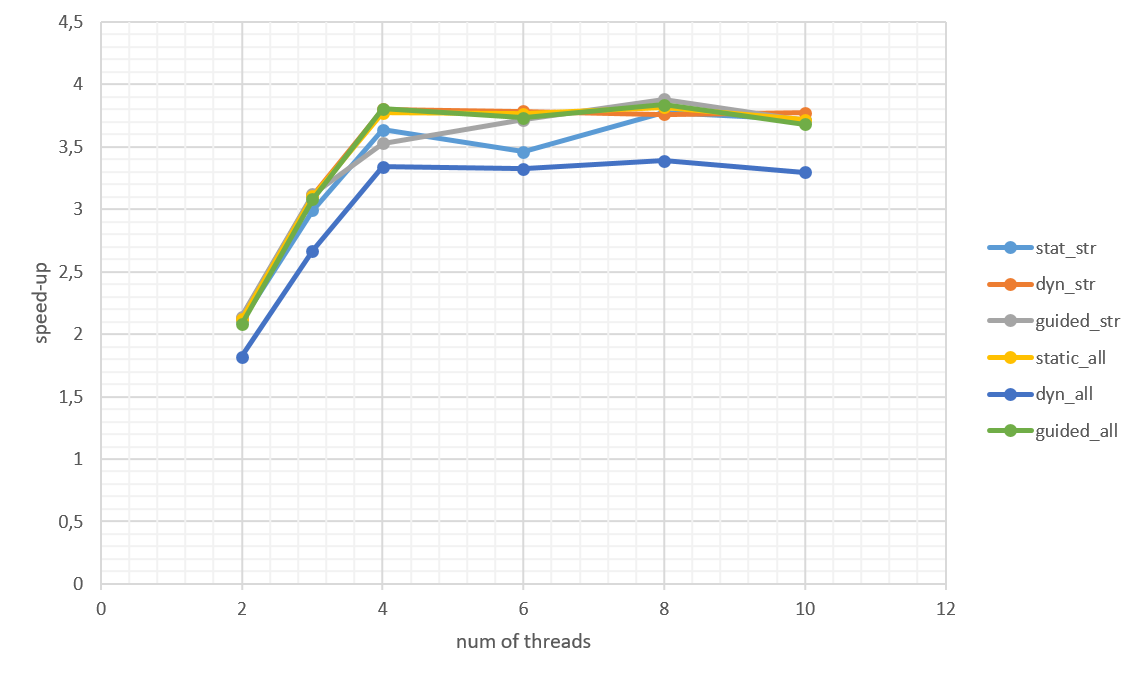 4,5
4
3,5
3
2,5
2
1,5
1
0,5
0
speed-up
0 2 4 6 8 10 12
num of threads
stat_str
dyn_str
guided_str
static_all
dyn_all
guided_all